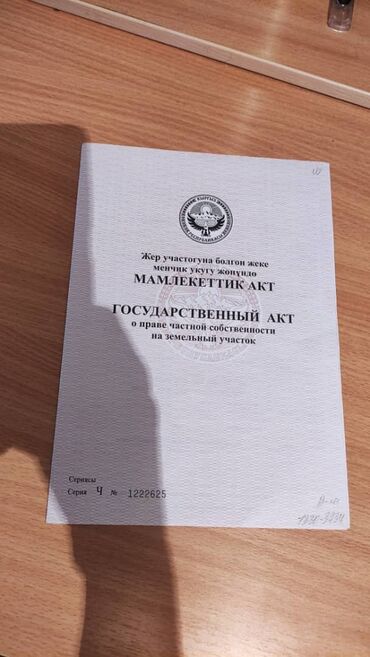 Жер участогуна болгон жеке
менчик укугу жөнүндө
МАМЛЕКЕТТИК АКТ
ГОСУДАРСТВЕННЫЙ АКТ
о праве частной собственности
на земельный участок
Сериясы
Серия Ч № 1222625